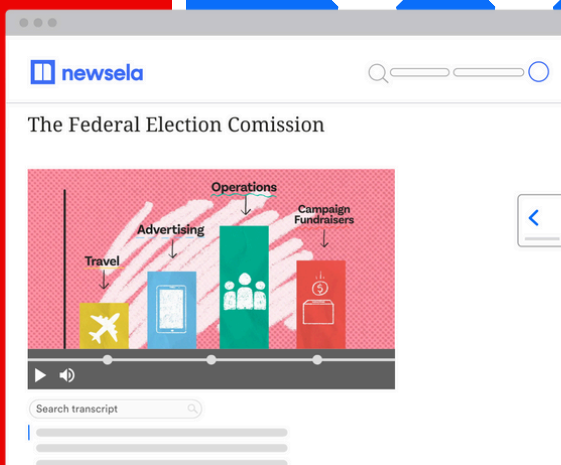 newsela
The Federal Election Comission
Operations
Campaign
Fundraisers
Advertising
Travel
$
Search transcript